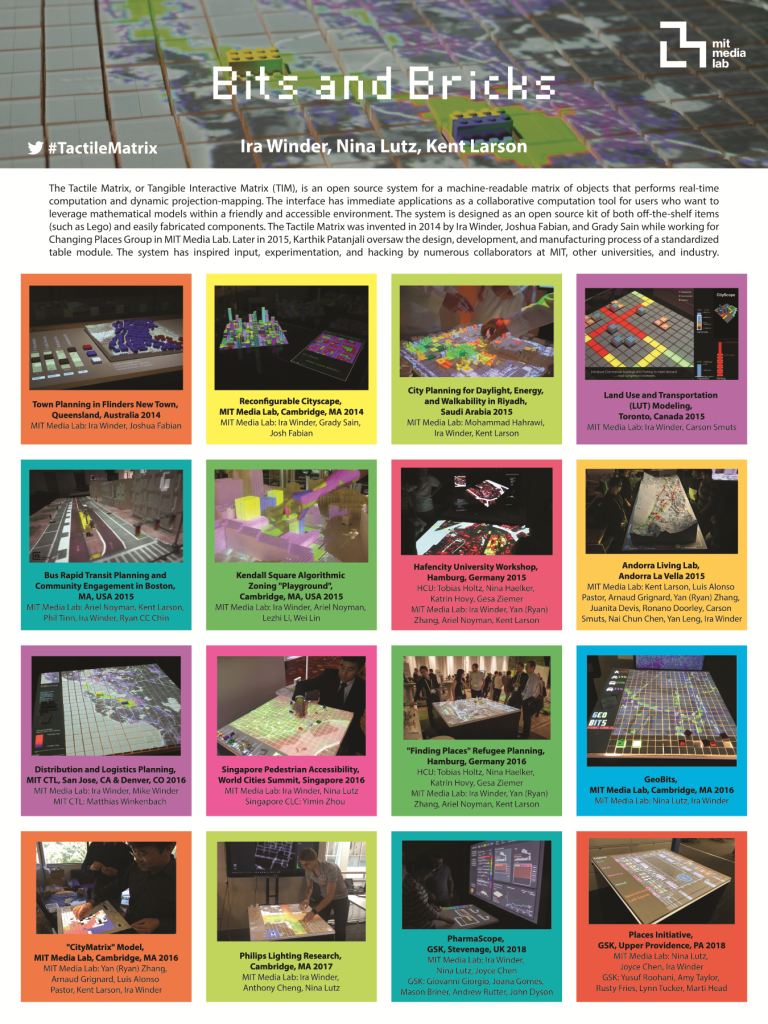 mit
media
lab
Bits and Bricks
#TactileMatrix
Ira Winder, Nina Lutz, Kent Larson
The Tactile Matrix, or Tangible Interactive Matrix (TIM), is an open source system for a machine-readable matrix of objects that performs real-time
computation and dynamic projection-mapping. The interface has immediate applications as a collaborative computation tool for users who want to
leverage mathematical models within a friendly and accessible environment. The system is designed as an open source kit of both off-the-shelf items
(such as Lego) and easily fabricated components. The Tactile Matrix was invented in 2014 by Ira Winder, Joshua Fabian, and Grady Sain while working for
Changing Places Group in MIT Media Lab. Later in 2015, Karthik Patanjali oversaw the design, development, and manufacturing process of a standardized
table module. The system has inspired input, experimentation, and hacking by numerous collaborators at MIT, other universities, and industry.
Town Planning in Flinders New Town,
Queensland, Australia 2014
MIT Media Lab: Ira Winder, Joshua Fabian
Reconfigurable Cityscape,
MIT Media Lab, Cambridge, MA 2014
MIT Media Lab: Ira Winder, Grady Sain,
Josh Fabian
City Planning for Daylight, Energy,
and Walkability in Riyadh,
Saudi Arabia 2015
MIT Media Lab: Mohammad Hahrawi,
Ira Winder, Kent Larson
CityScope
Land Use and Transportation
(LUT) Modeling,
Toronto, Canada 2015
MIT Media Lab: Ira Winder, Carson Smuts
Bus Rapid Transit Planning and
Community Engagement in Boston,
MA, USA 2015
MIT Media Lab: Ariel Noyman, Kent Larson,
Phil Tinn, Ira Winder, Ryan CC Chin
Kendall Square Algorithmic
Zoning "Playground",
Cambridge, MA, USA 2015
MIT Media Lab: Ira Winder, Ariel Noyman,
Lezhi Li, Wei Lin
Hafencity University Workshop,
Hamburg, Germany 2015
HCU: Tobias Holtz, Nina Haelker,
Katrin Hovy, Gesa Ziemer
MIT Media Lab: Ira Winder, Yan (Ryan)
Zhang, Ariel Noyman, Kent Larson
Andorra Living Lab,
Andorra La Vella 2015
MIT Media Lab: Kent Larson, Luis Alonso
Pastor, Arnaud Grignard, Yan (Ryan) Zhang,
Juanita Devis, Ronano Doorley, Carson
Smuts, Nai Chun Chen, Yan Leng, Ira Winder
Distribution and Logistics Planning,
MIT CTL, San Jose, CA & Denver, CO 2016
MIT Media Lab: Ira Winder, Mike Winder
MIT CTL: Matthias Winkenbach
Singapore Pedestrian Accessibility,
World Cities Summit, Singapore 2016
MIT Media Lab: Ira Winder, Nina Lutz
Singapore CLC: Yimin Zhou
"Finding Places" Refugee Planning,
Hamburg, Germany 2016
HCU: Tobias Holtz, Nina Haelker,
Katrin Hovy, Gesa Ziemer
MIT Media Lab: Ira Winder, Yan (Ryan)
Zhang, Ariel Noyman, Kent Larson
GEO
BITS
GeoBits,
MIT Media Lab, Cambridge, MA 2016
MIT Media Lab: Nina Lutz, Ira Winder
"CityMatrix" Model,
MIT Media Lab, Cambridge, MA 2016
MIT Media Lab: Yan (Ryan) Zhang,
Arnaud Grignard, Luis Alonso
Pastor, Kent Larson, Ira Winder
Philips Lighting Research,
Cambridge, MA 2017
MIT Media Lab: Ira Winder,
Anthony Cheng, Nina Lutz
PharmaScope,
GSK, Stevenage, UK 2018
MIT Media Lab: Ira Winder,
Nina Lutz, Joyce Chen
GSK: Giovanni Giorgio, Joana Gomes,
Mason Briner, Andrew Rutter, John Dyson
Places Initiative,
GSK, Upper Providence, PA 2018
MIT Media Lab: Nina Lutz,
Joyce Chen, Ira Winder
GSK: Yusuf Roohani, Amy Taylor,
Rusty Fries, Lynn Tucker, Marti Head